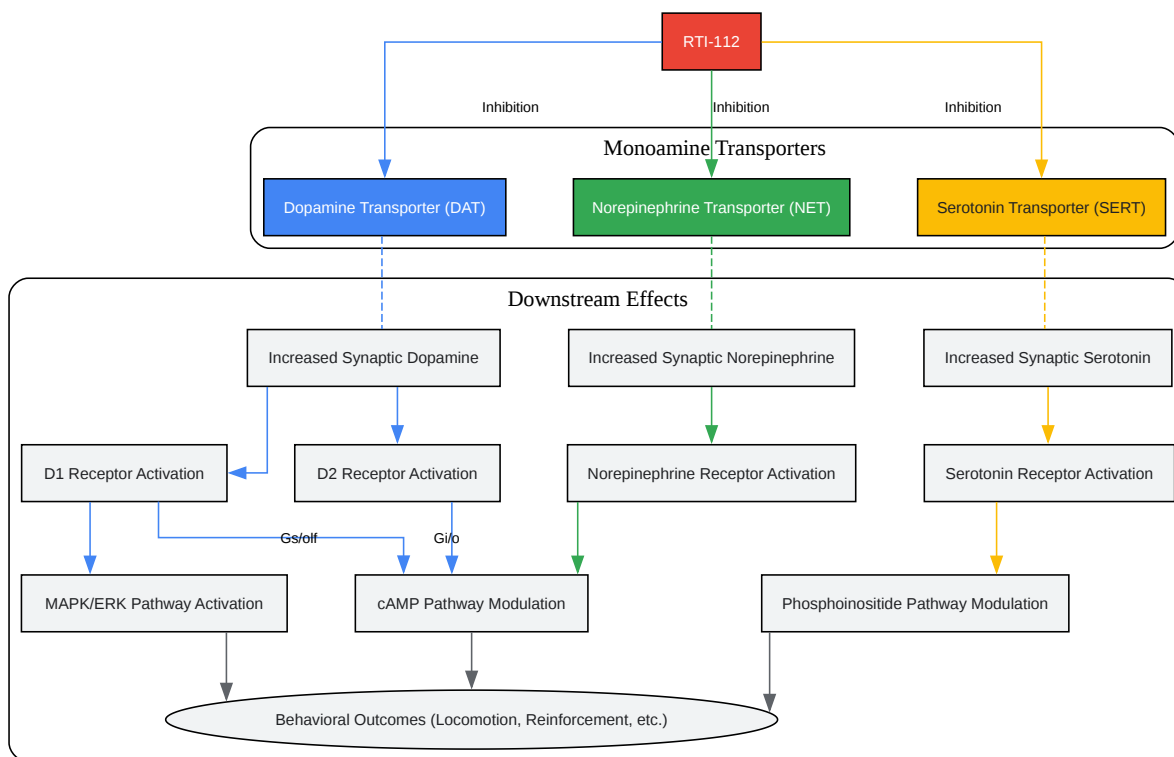 RTI-112
Inhibition
Inhibition
Inhibition
Monoamine Transporters
Dopamine Transporter (DAT)
Norepinephrine Transporter (NET)
Serotonin Transporter (SERT)
Downstream Effects
Increased Synaptic Dopamine
Increased Synaptic Norepinephrine
Increased Synaptic Serotonin
D1 Receptor Activation
D2 Receptor Activation
Norepinephrine Receptor Activation
Serotonin Receptor Activation
Gs/olf
Gi/o
MAPK/ERK Pathway Activation
cAMP Pathway Modulation
Phosphoinositide Pathway Modulation
Behavioral Outcomes (Locomotion, Reinforcement, etc.)